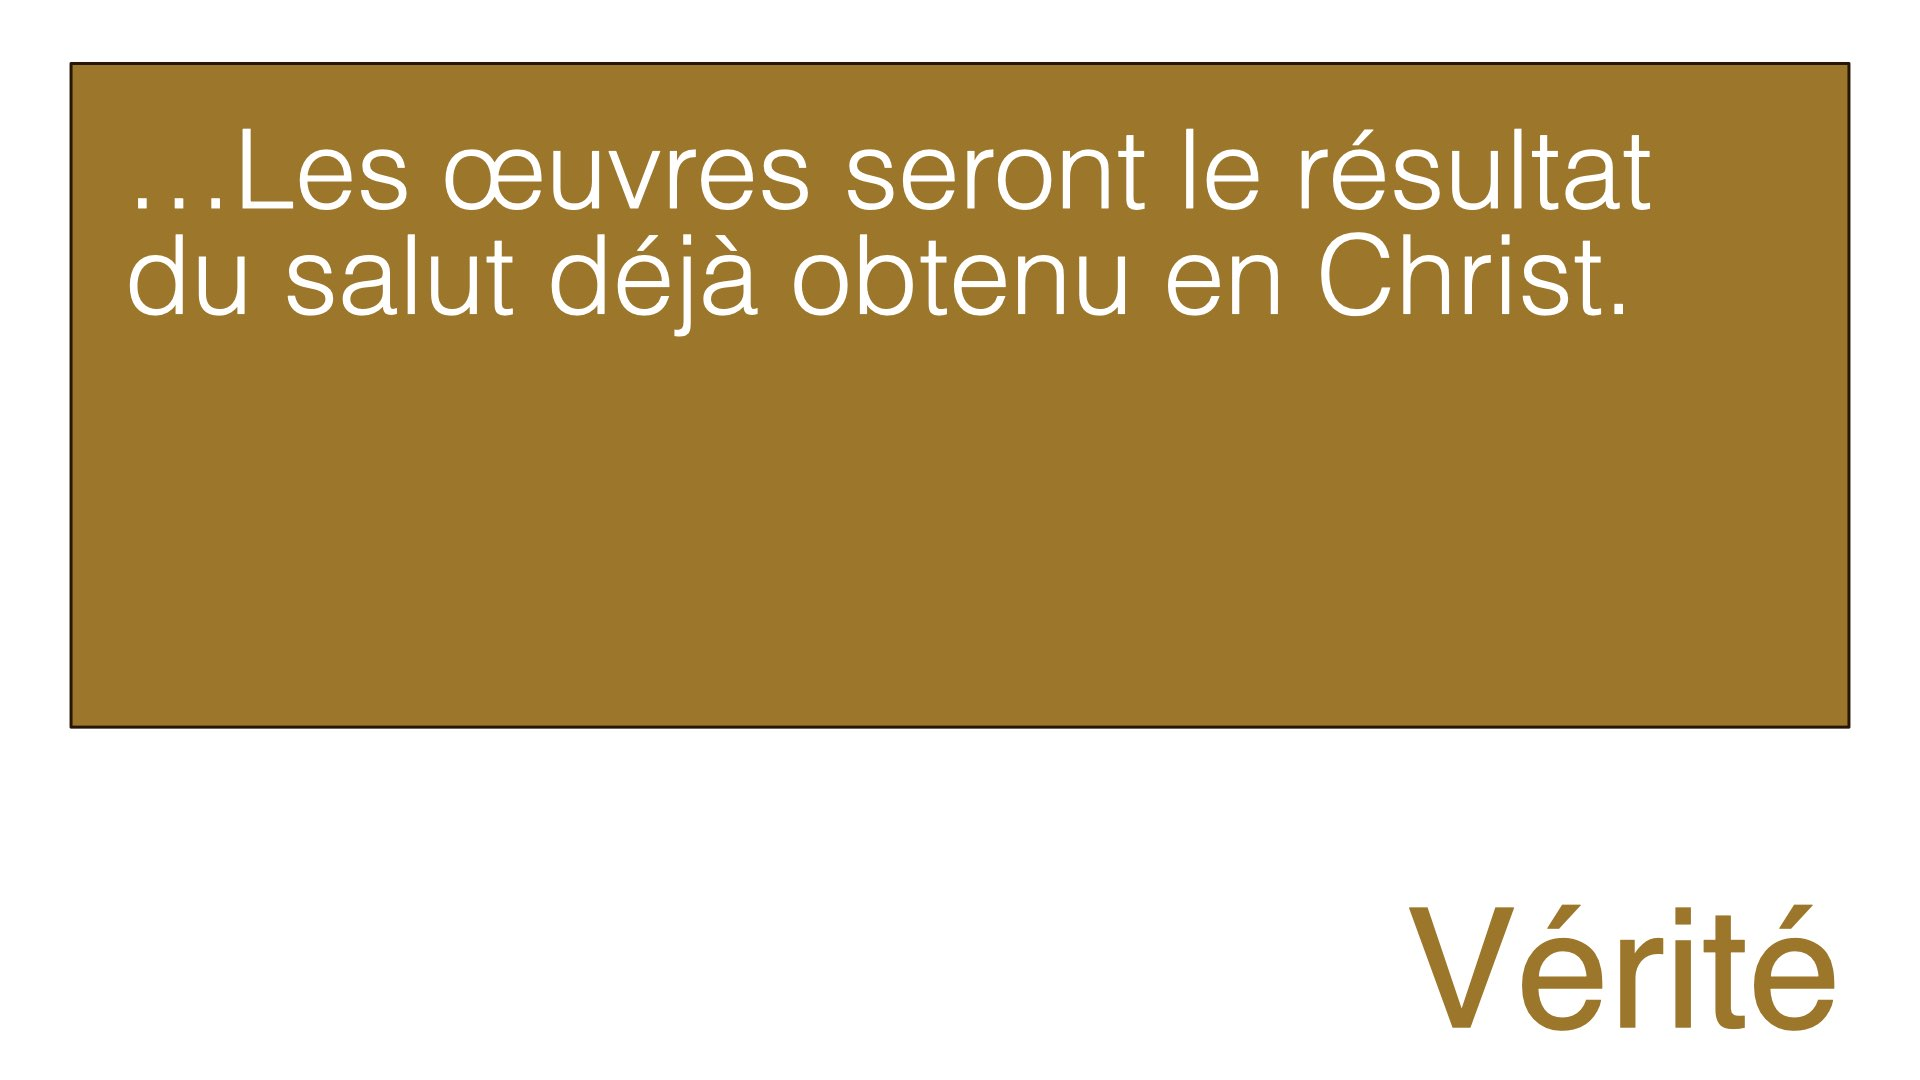 …Les œuvres seront le résultat
du salut déjà obtenu en Christ.
Vérité